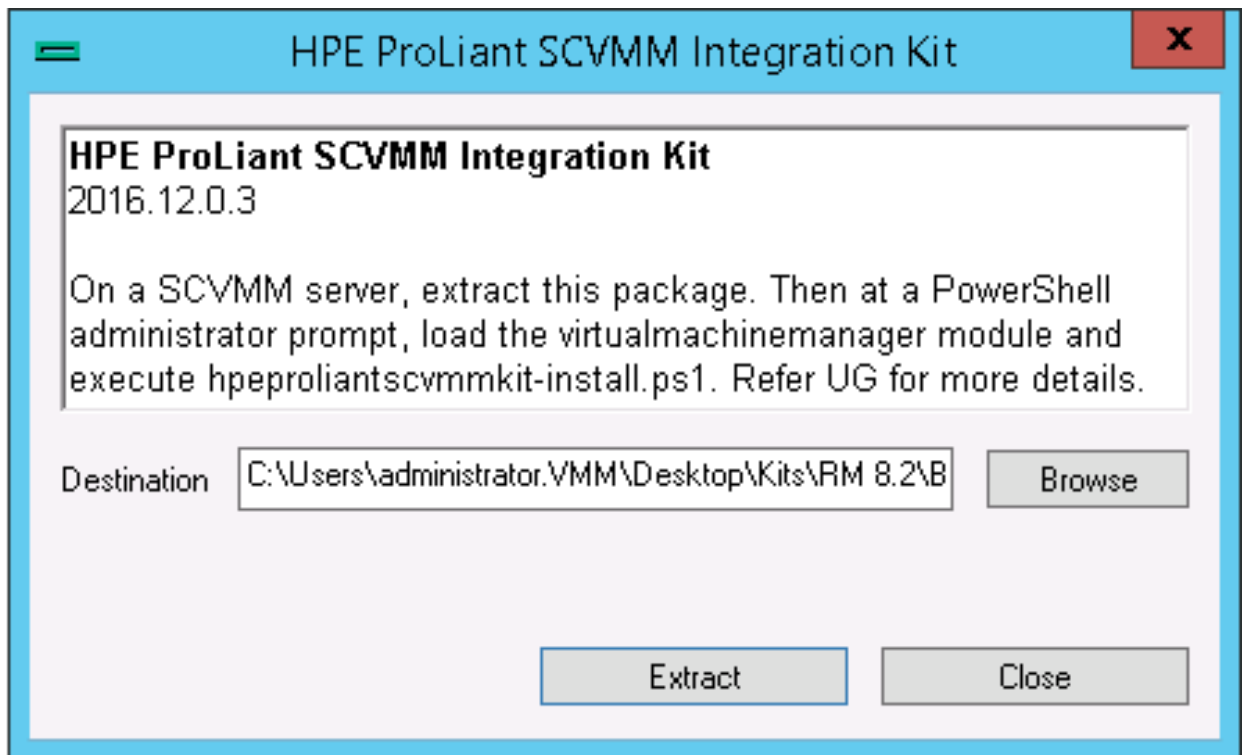 HPE ProLiant SCVMM Integration Kit
x
HPE ProLiant SCVMM Integration Kit
2016.12.0.3
On a SCVMM server, extract this package. Then at a PowerShell
administrator prompt, load the virtualmachinemanager module and
execute hpeproliantscvmmkit-install.ps1. Refer UG for more details.
Destination C:\Users\administrator.VMM\Desktop\Kits\RM 8.2\B Browse
Extract Close